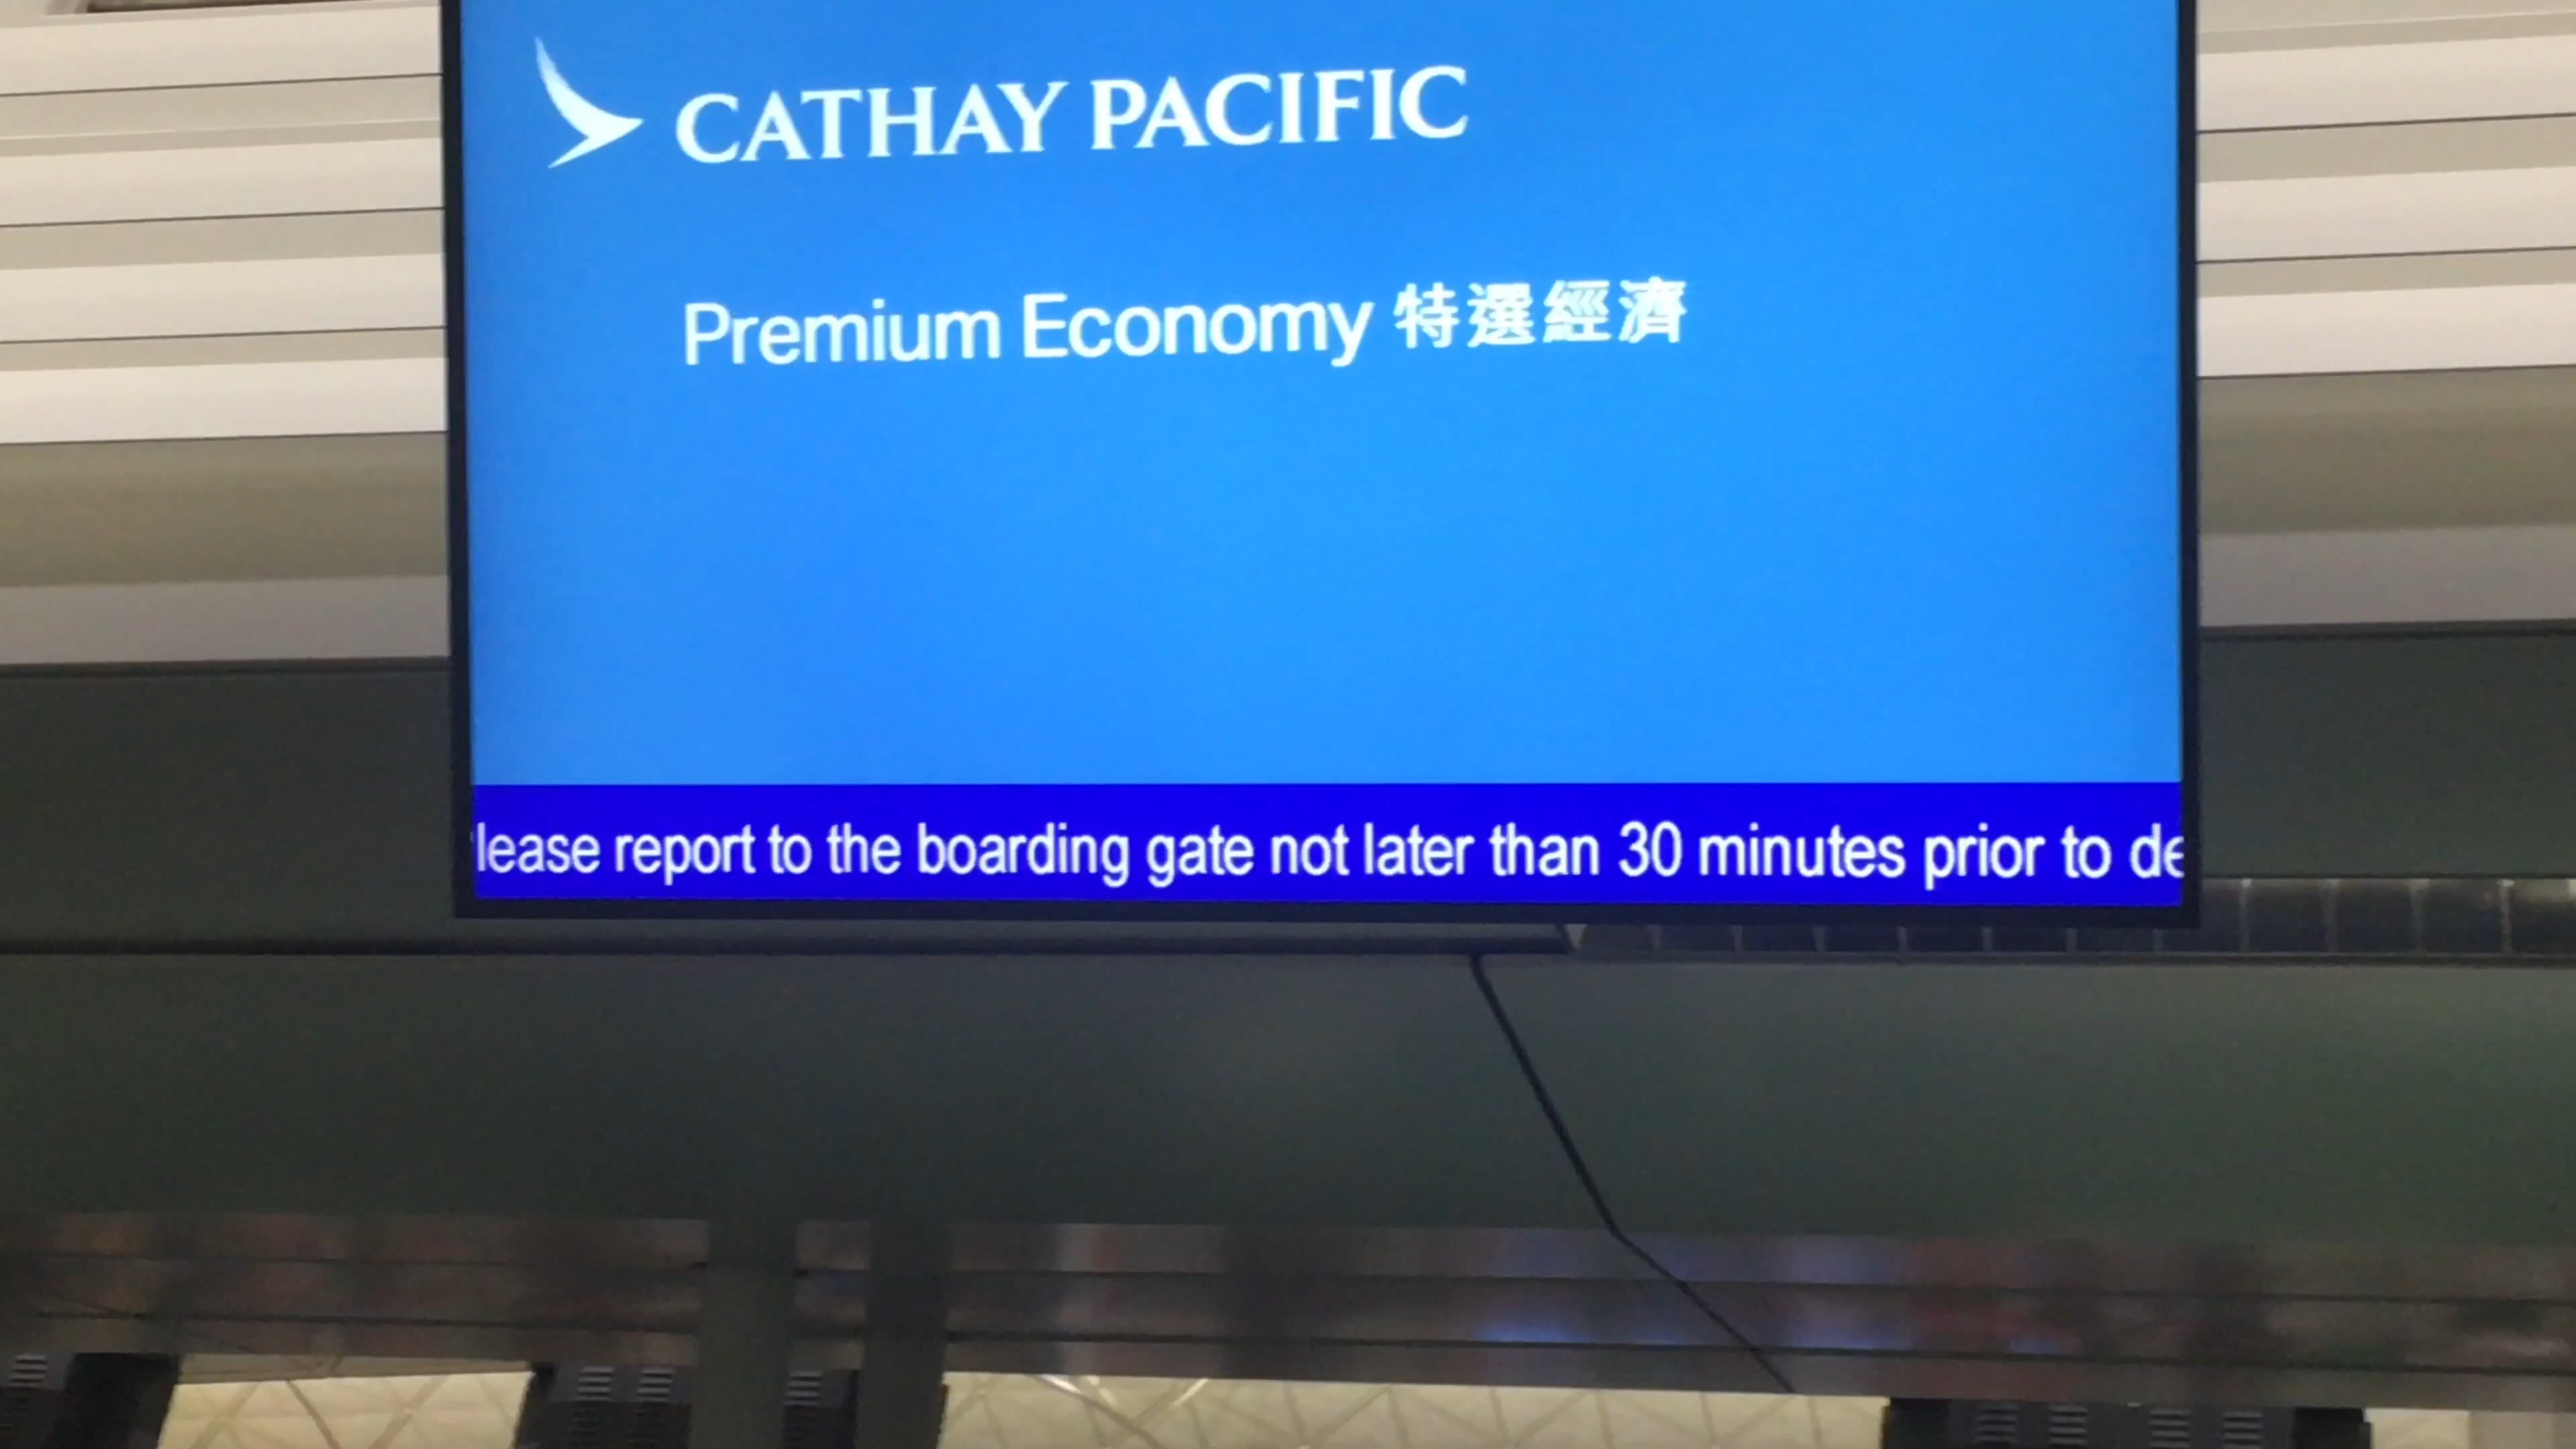 CATHAY PACIFIC
Premium Economy 特選經濟
lease report to the boarding gate not later than 30 minutes prior to de